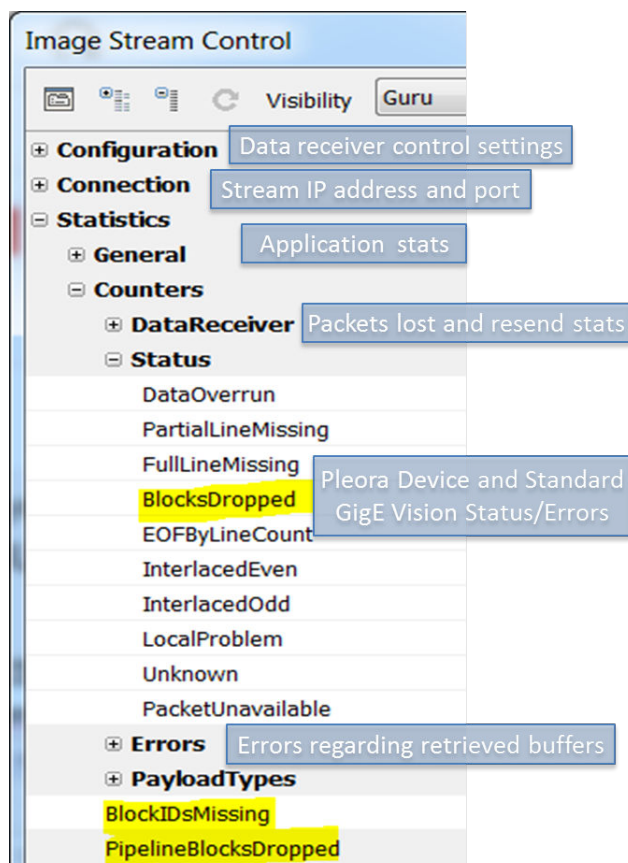 Image Stream Control
Visibility Guru
Configuration Data receiver control settings
Connection Stream IP address and port
Statistics
General Application stats
Counters
DataReceiver Packets lost and resend stats
Status
DataOverrun
PartialLineMissing
FullLineMissing
Pleora Device and Standard
BlocksDropped
GigE Vision Status/Errors
EOFByLineCount
InterlacedEven
InterlacedOdd
LocalProblem
Unknown
PacketUnavailable
Errors Errors regarding retrieved buffers
PayloadTypes
BlockIDsMissing
PipelineBlocksDropped